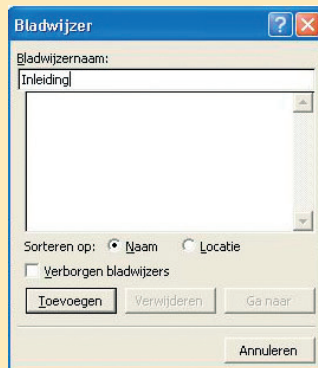 Bladwijzer
Bladwijzernaam:
Inleiding
Sorteren op: Naam Locatie
Verborgen bladwijzers
Toevoegen Verwijderen Ga naar
Annuleren